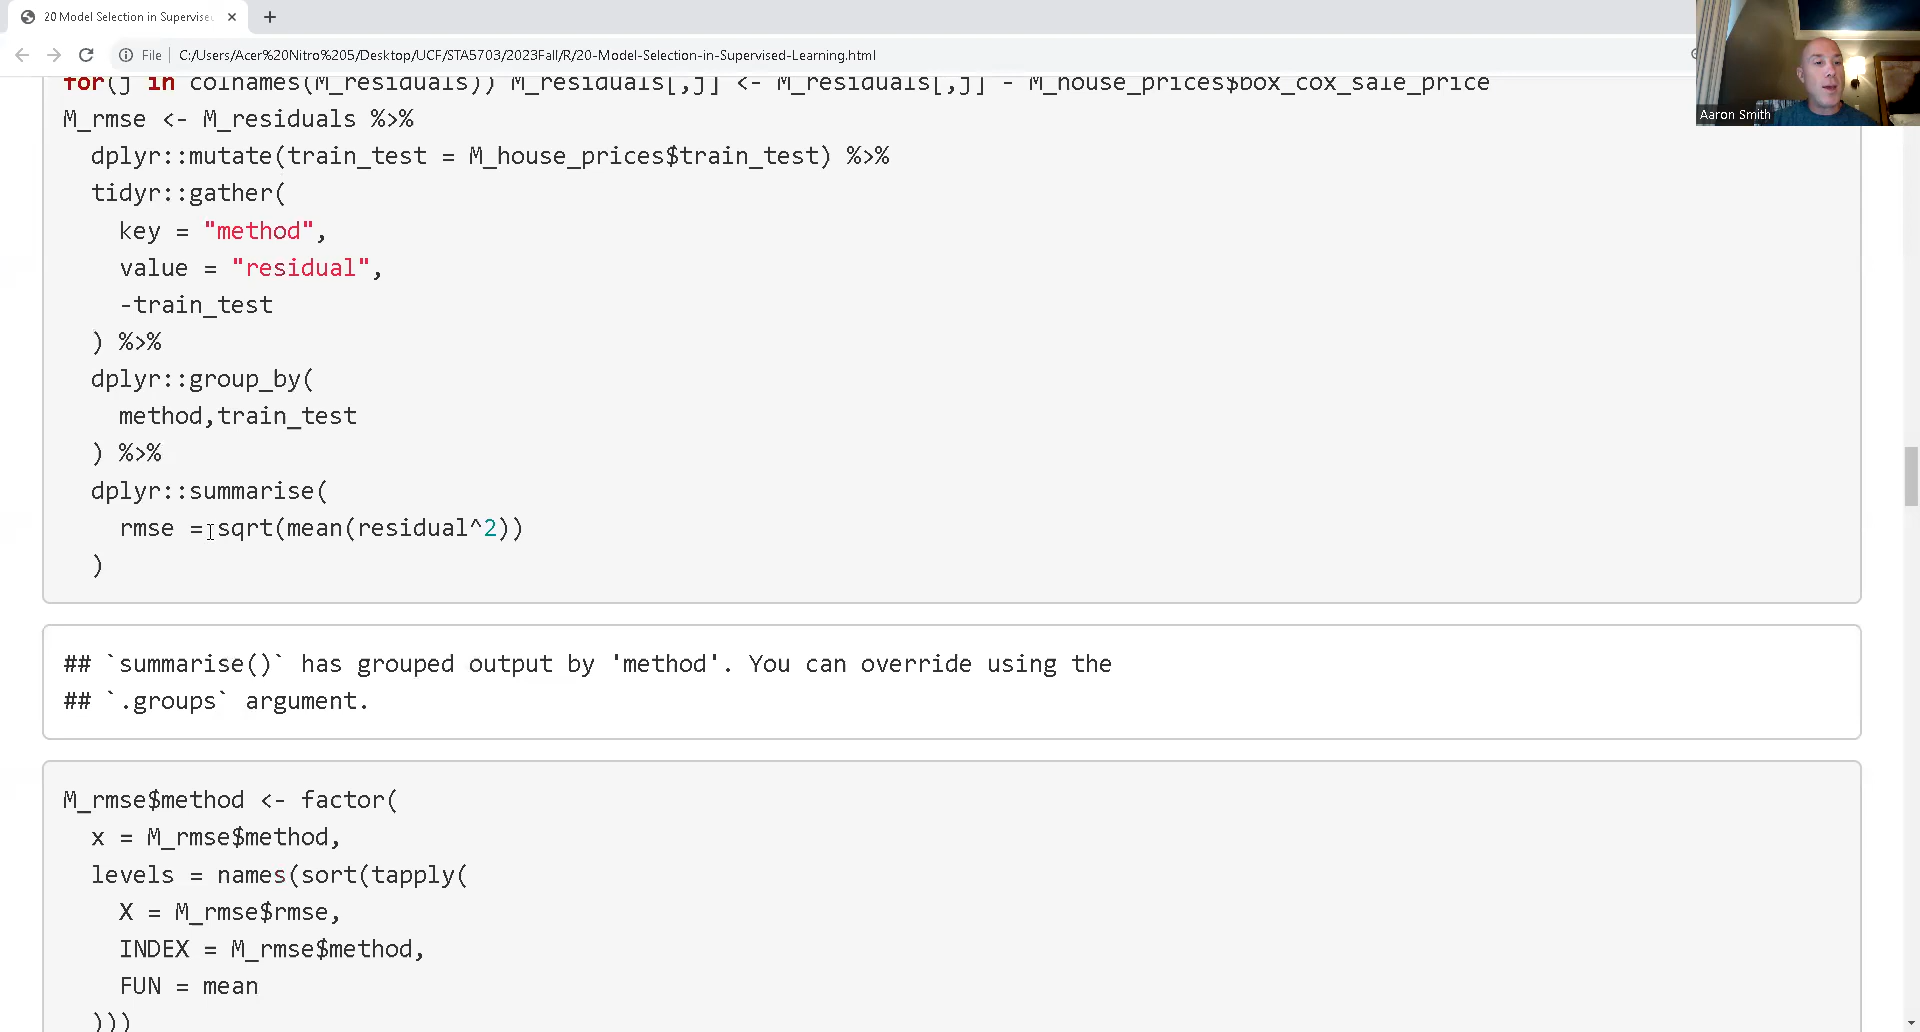 20 Model Selection in Supervised
File
C:/Users/Acer%20Nitro%205/Desktop/UCF/STA5703/2023Fall/R/20-Model-Selection-in-Supervised-Learning.html
Aaron Smith
for(j in colnames(M_residuals)) M_residuals[,j] <- M_residuals[,j] - M_house_prices$box_cox_sale_price
M_rmse <- M_residuals %>%
dplyr::mutate(train_test = M_house_prices$train_test) %>%
tidyr::gather(
key = "method",
value = "residual",
-train_test
) %>%
dplyr::group_by(
method,train_test
) %>%
dplyr::summarise(
rmse = sqrt(mean(residual^2))
)
## `summarise()` has grouped output by 'method'. You can override using the
## `.groups` argument.
M_rmse$method <- factor(
x = M_rmse$method,
levels = names(sort(tapply(
X = M_rmse$rmse,
INDEX = M_rmse$method,
FUN = mean
)))